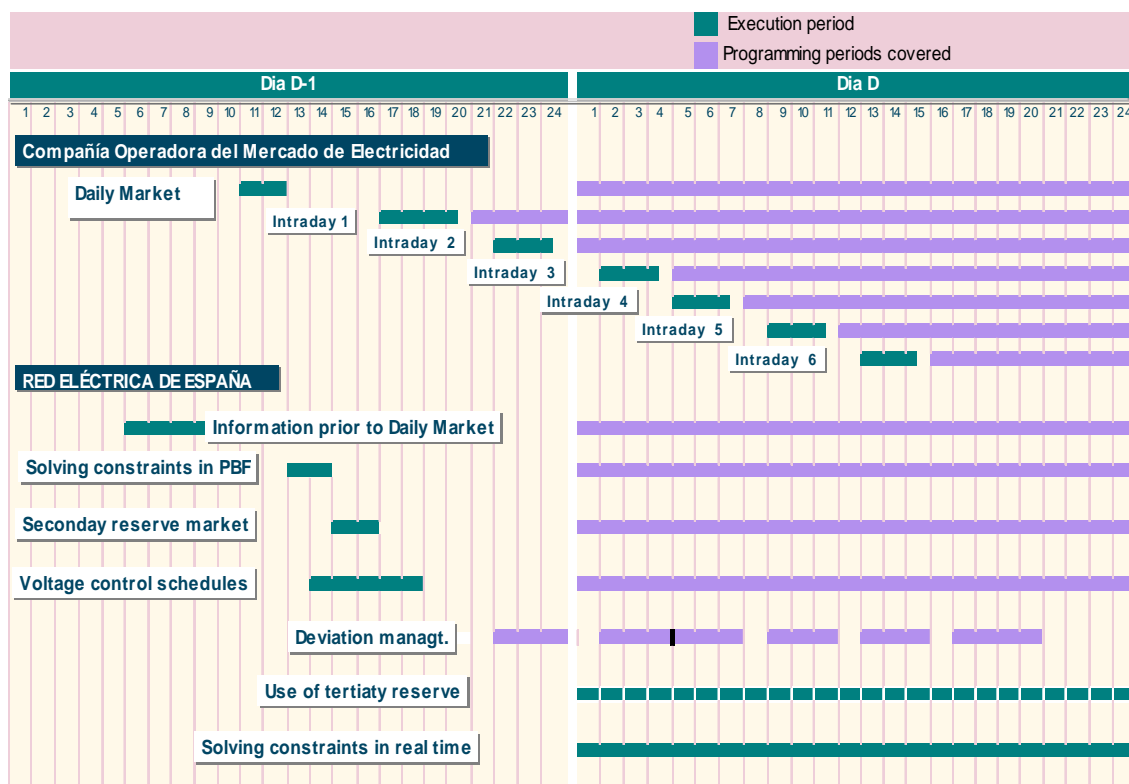 Execution period
Programming periods covered
Dia D-1 Dia D
1 2 3 4 5 6 7 8 9 10 11 12 13 14 15 16 17 18 19 20 21 22 23 24 1 2 3 4 5 6 7 8 9 10 11 12 13 14 15 16 17 18 19 20 21 22 23 24
Compañía Operadora del Mercado de Electricidad
Daily Market
Intraday 1
Intraday 2
Intraday 3
Intraday 4
Intraday 5
Intraday 6
RED ELÉCTRICA DE ESPAÑA
Information prior to Daily Market
Solving constraints in PBF
Seconday reserve market
Voltage control schedules
Deviation managt.
Use of tertiaty reserve
Solving constraints in real time